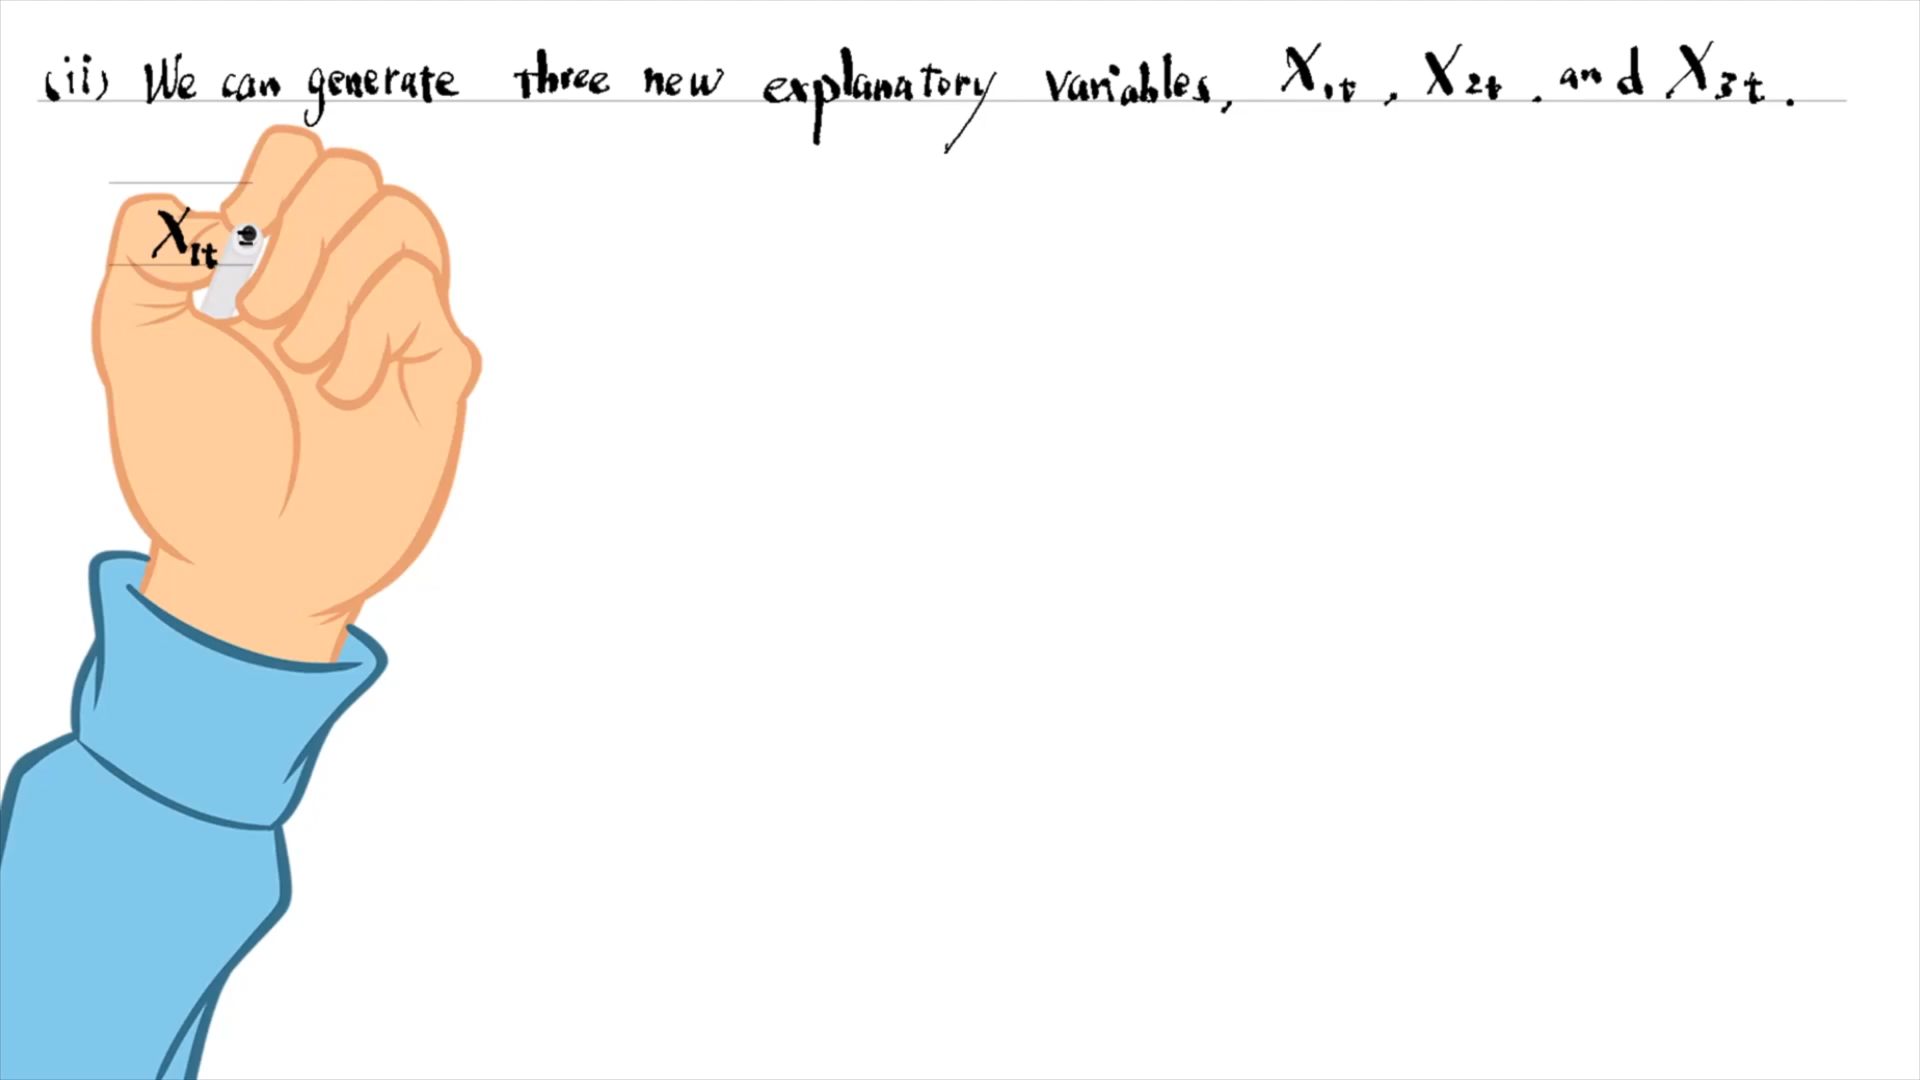 (ii) We can generate three new explanatory variables, X1t, X2t, and X3t.
X1t =